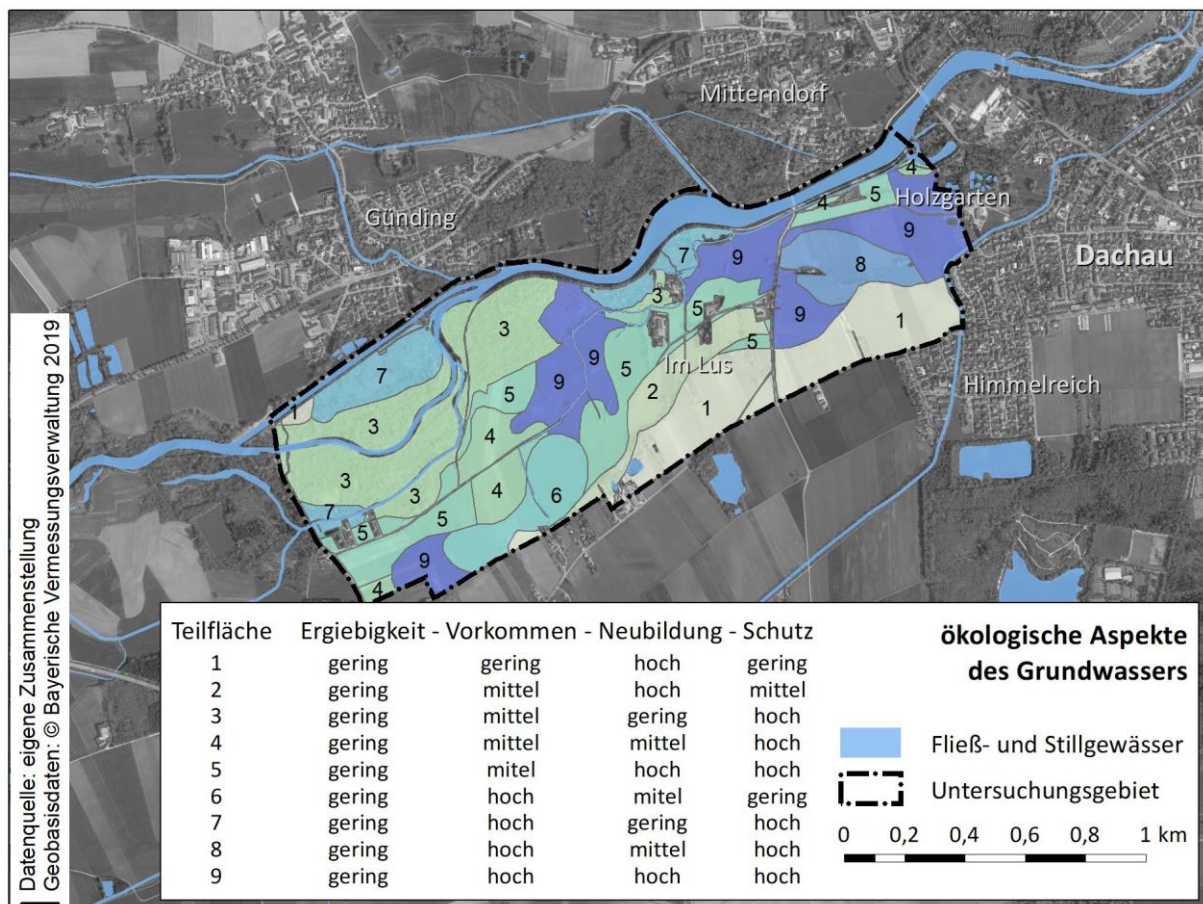 Mitterndorf
Günding
Holzgarten
Dachau
Im Lus
Himmelreich
4
5
4
9
7
9
8
3
3
5
9
1
7
9
9
5
5
1
5
2
3
4
1
3
4
6
3
7
5
5
9
4
Datenquelle: eigene Zusammenstellung
Geobasisdaten: © Bayerische Vermessungsverwaltung 2019
Teilfläche Ergiebigkeit - Vorkommen - Neubildung - Schutz
1 gering gering hoch gering
2 gering mittel hoch mittel
3 gering mittel gering hoch
4 gering mittel mittel hoch
5 gering mitel hoch hoch
6 gering hoch mitel gering
7 gering hoch gering hoch
8 gering hoch mittel hoch
9 gering hoch hoch hoch
ökologische Aspekte
des Grundwassers
Fließ- und Stillgewässer
Untersuchungsgebiet
0 0,2 0,4 0,6 0,8 1 km